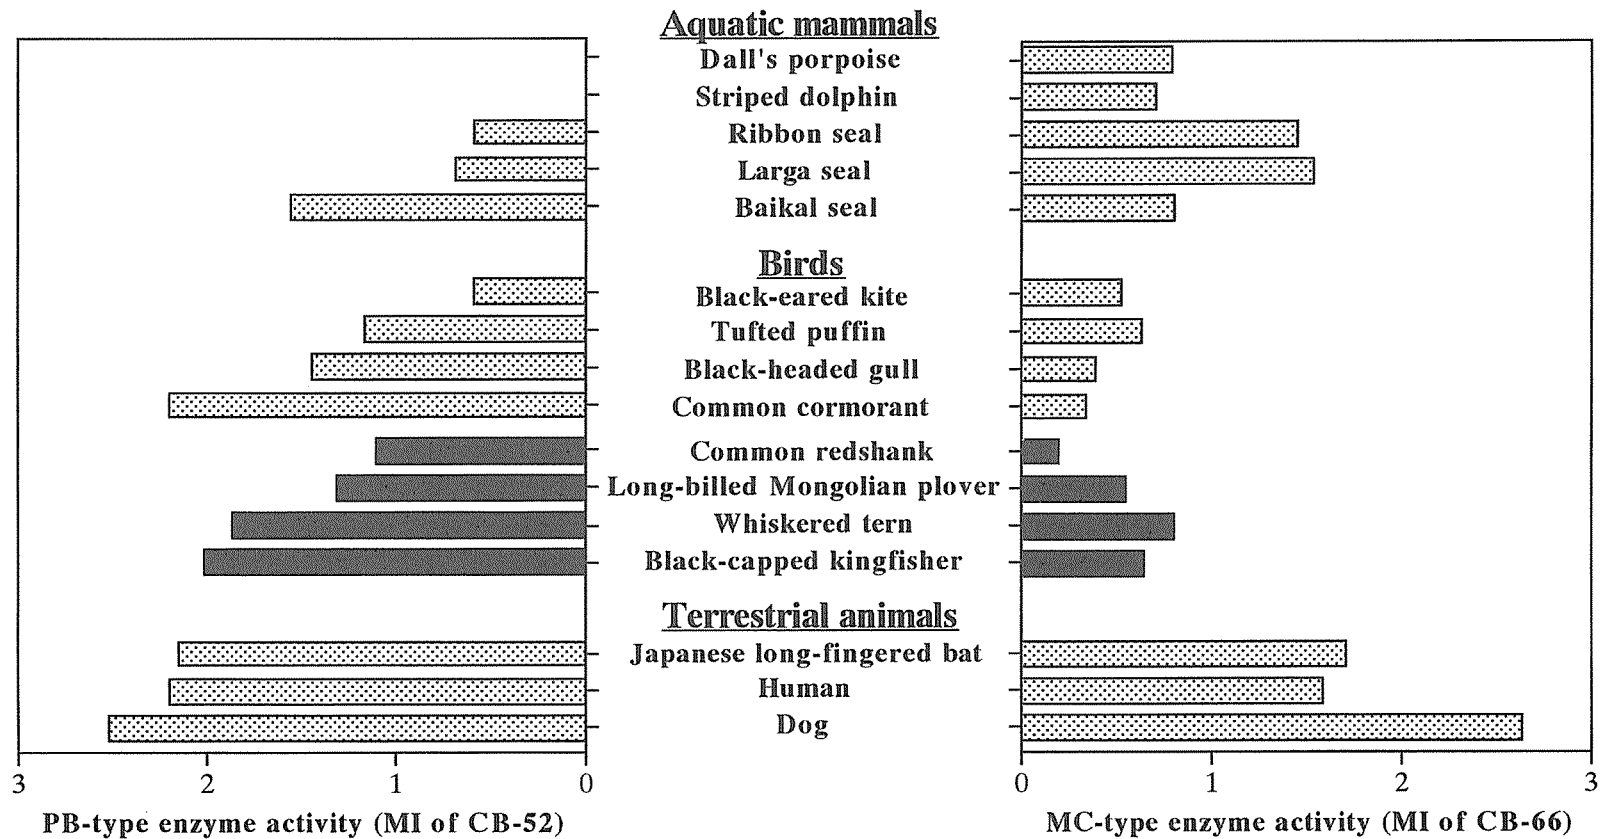 Aquatic mammals
Dall's porpoise
Striped dolphin
Ribbon seal
Larga seal
Baikal seal
Birds
Black-eared kite
Tufted puffin
Black-headed gull
Common cormorant
Common redshank
Long-billed Mongolian plover
Whiskered tern
Black-capped kingfisher
Terrestrial animals
Japanese long-fingered bat
Human
Dog
3 2 1 0
0 1 2 3
PB-type enzyme activity (MI of CB-52)
MC-type enzyme activity (MI of CB-66)